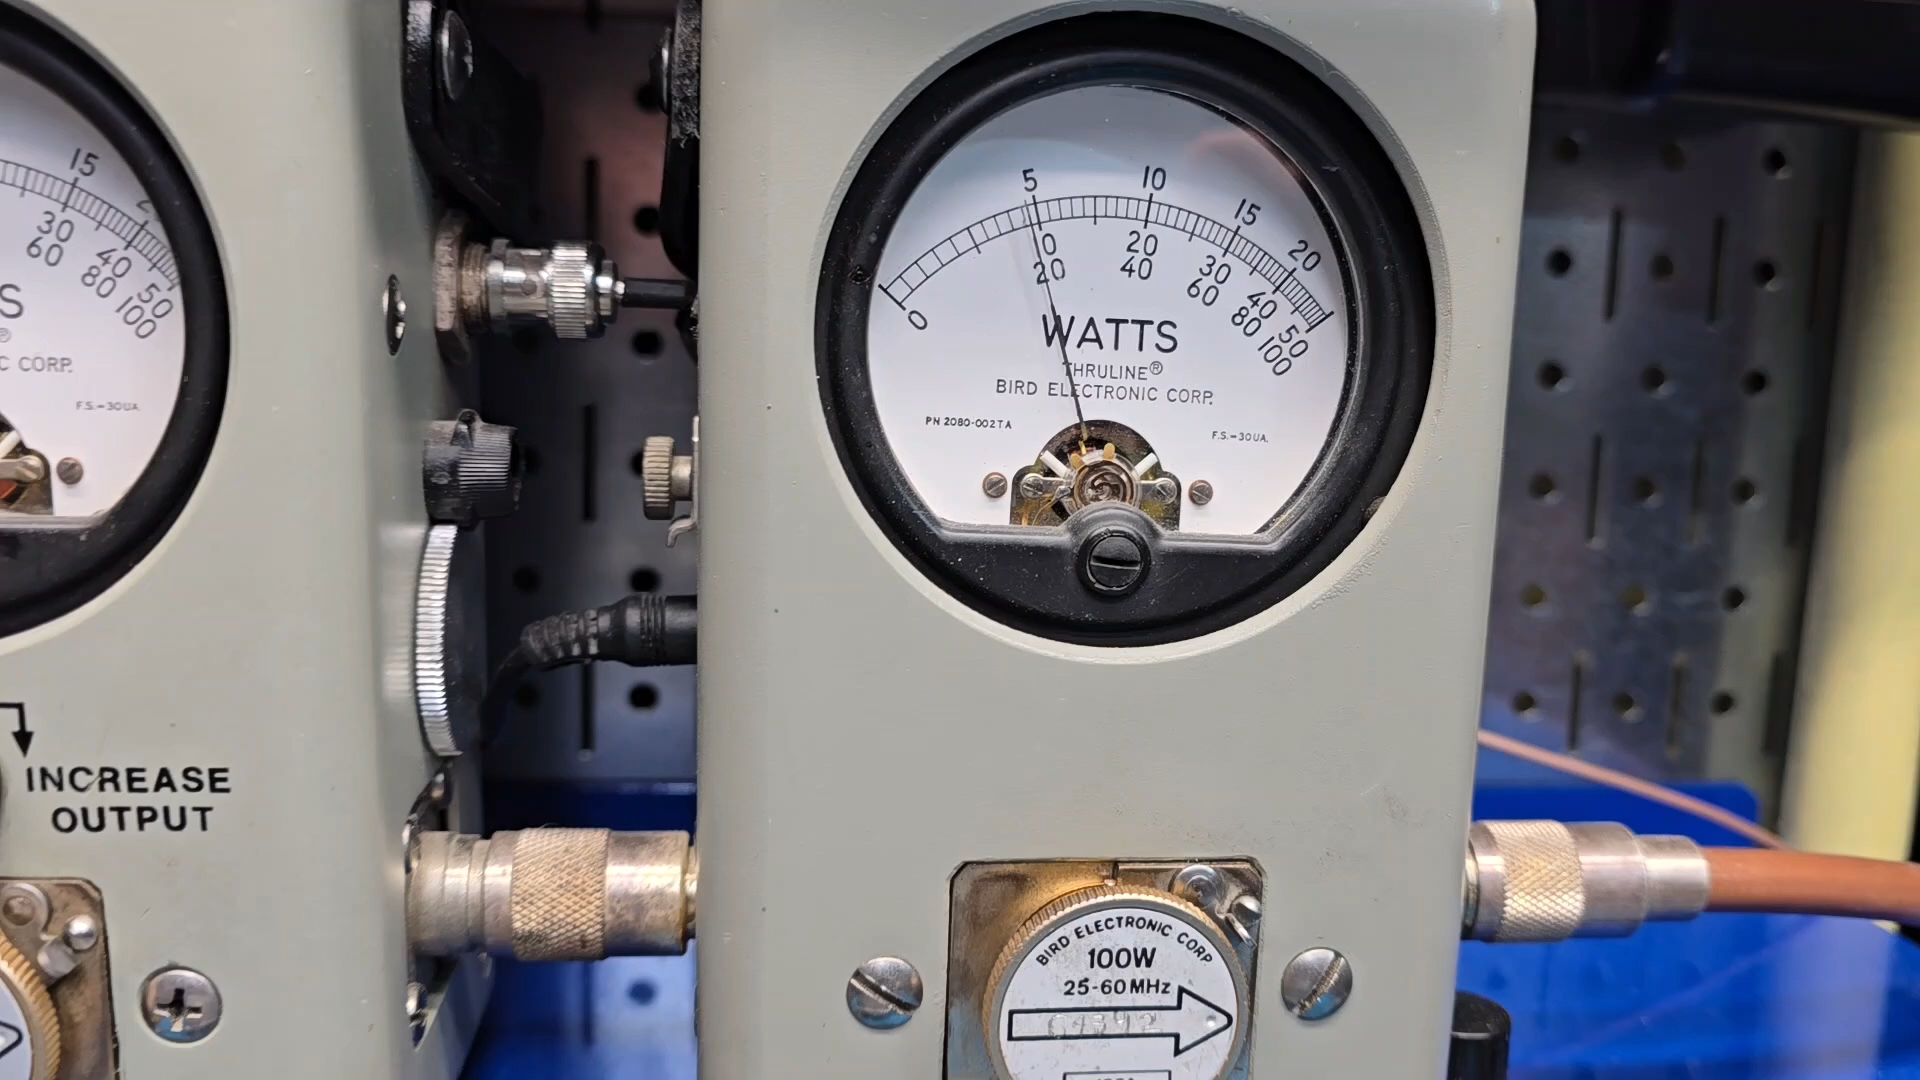 15
30 40 50
60 80 100
S
®
C CORP.
F.S.=30UA.
INCREASE
OUTPUT
5 10 15 20
0 10 20 30 40 50
20 40 60 80 100
WATTS
THRULINE®
BIRD ELECTRONIC CORP.
PN 2080-002TA
F.S.=30UA.
BIRD ELECTRONIC CORP.
100W
25-60MHz